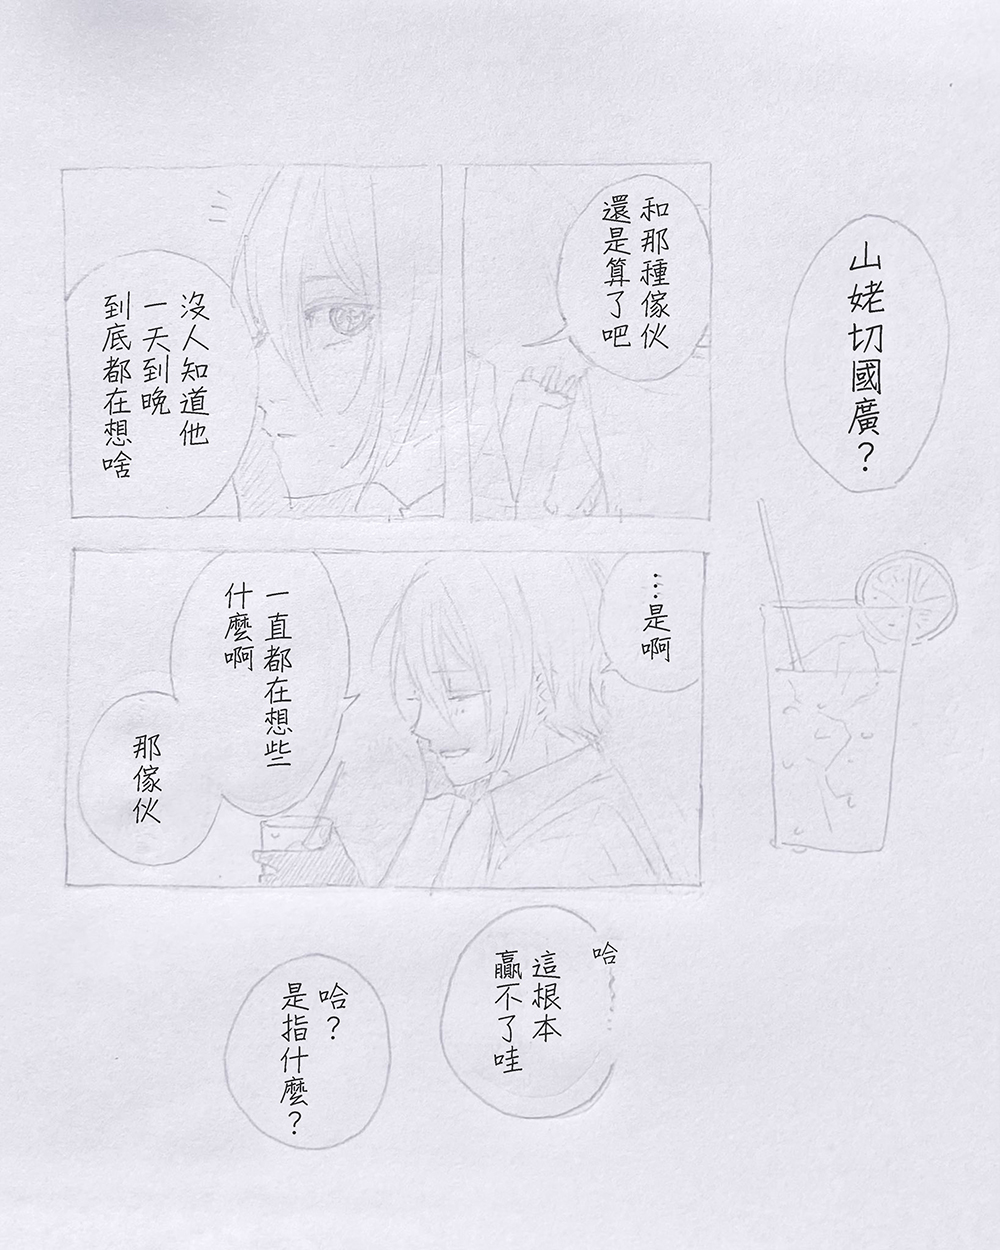 山姥切國廣？
和那種傢伙
還是算了吧
沒人知道他
一天到晚
到底都在想啥
…是啊
一直都在想些
什麼啊
那傢伙
哈……
這根本
贏不了哇
哈？
是指什麼？